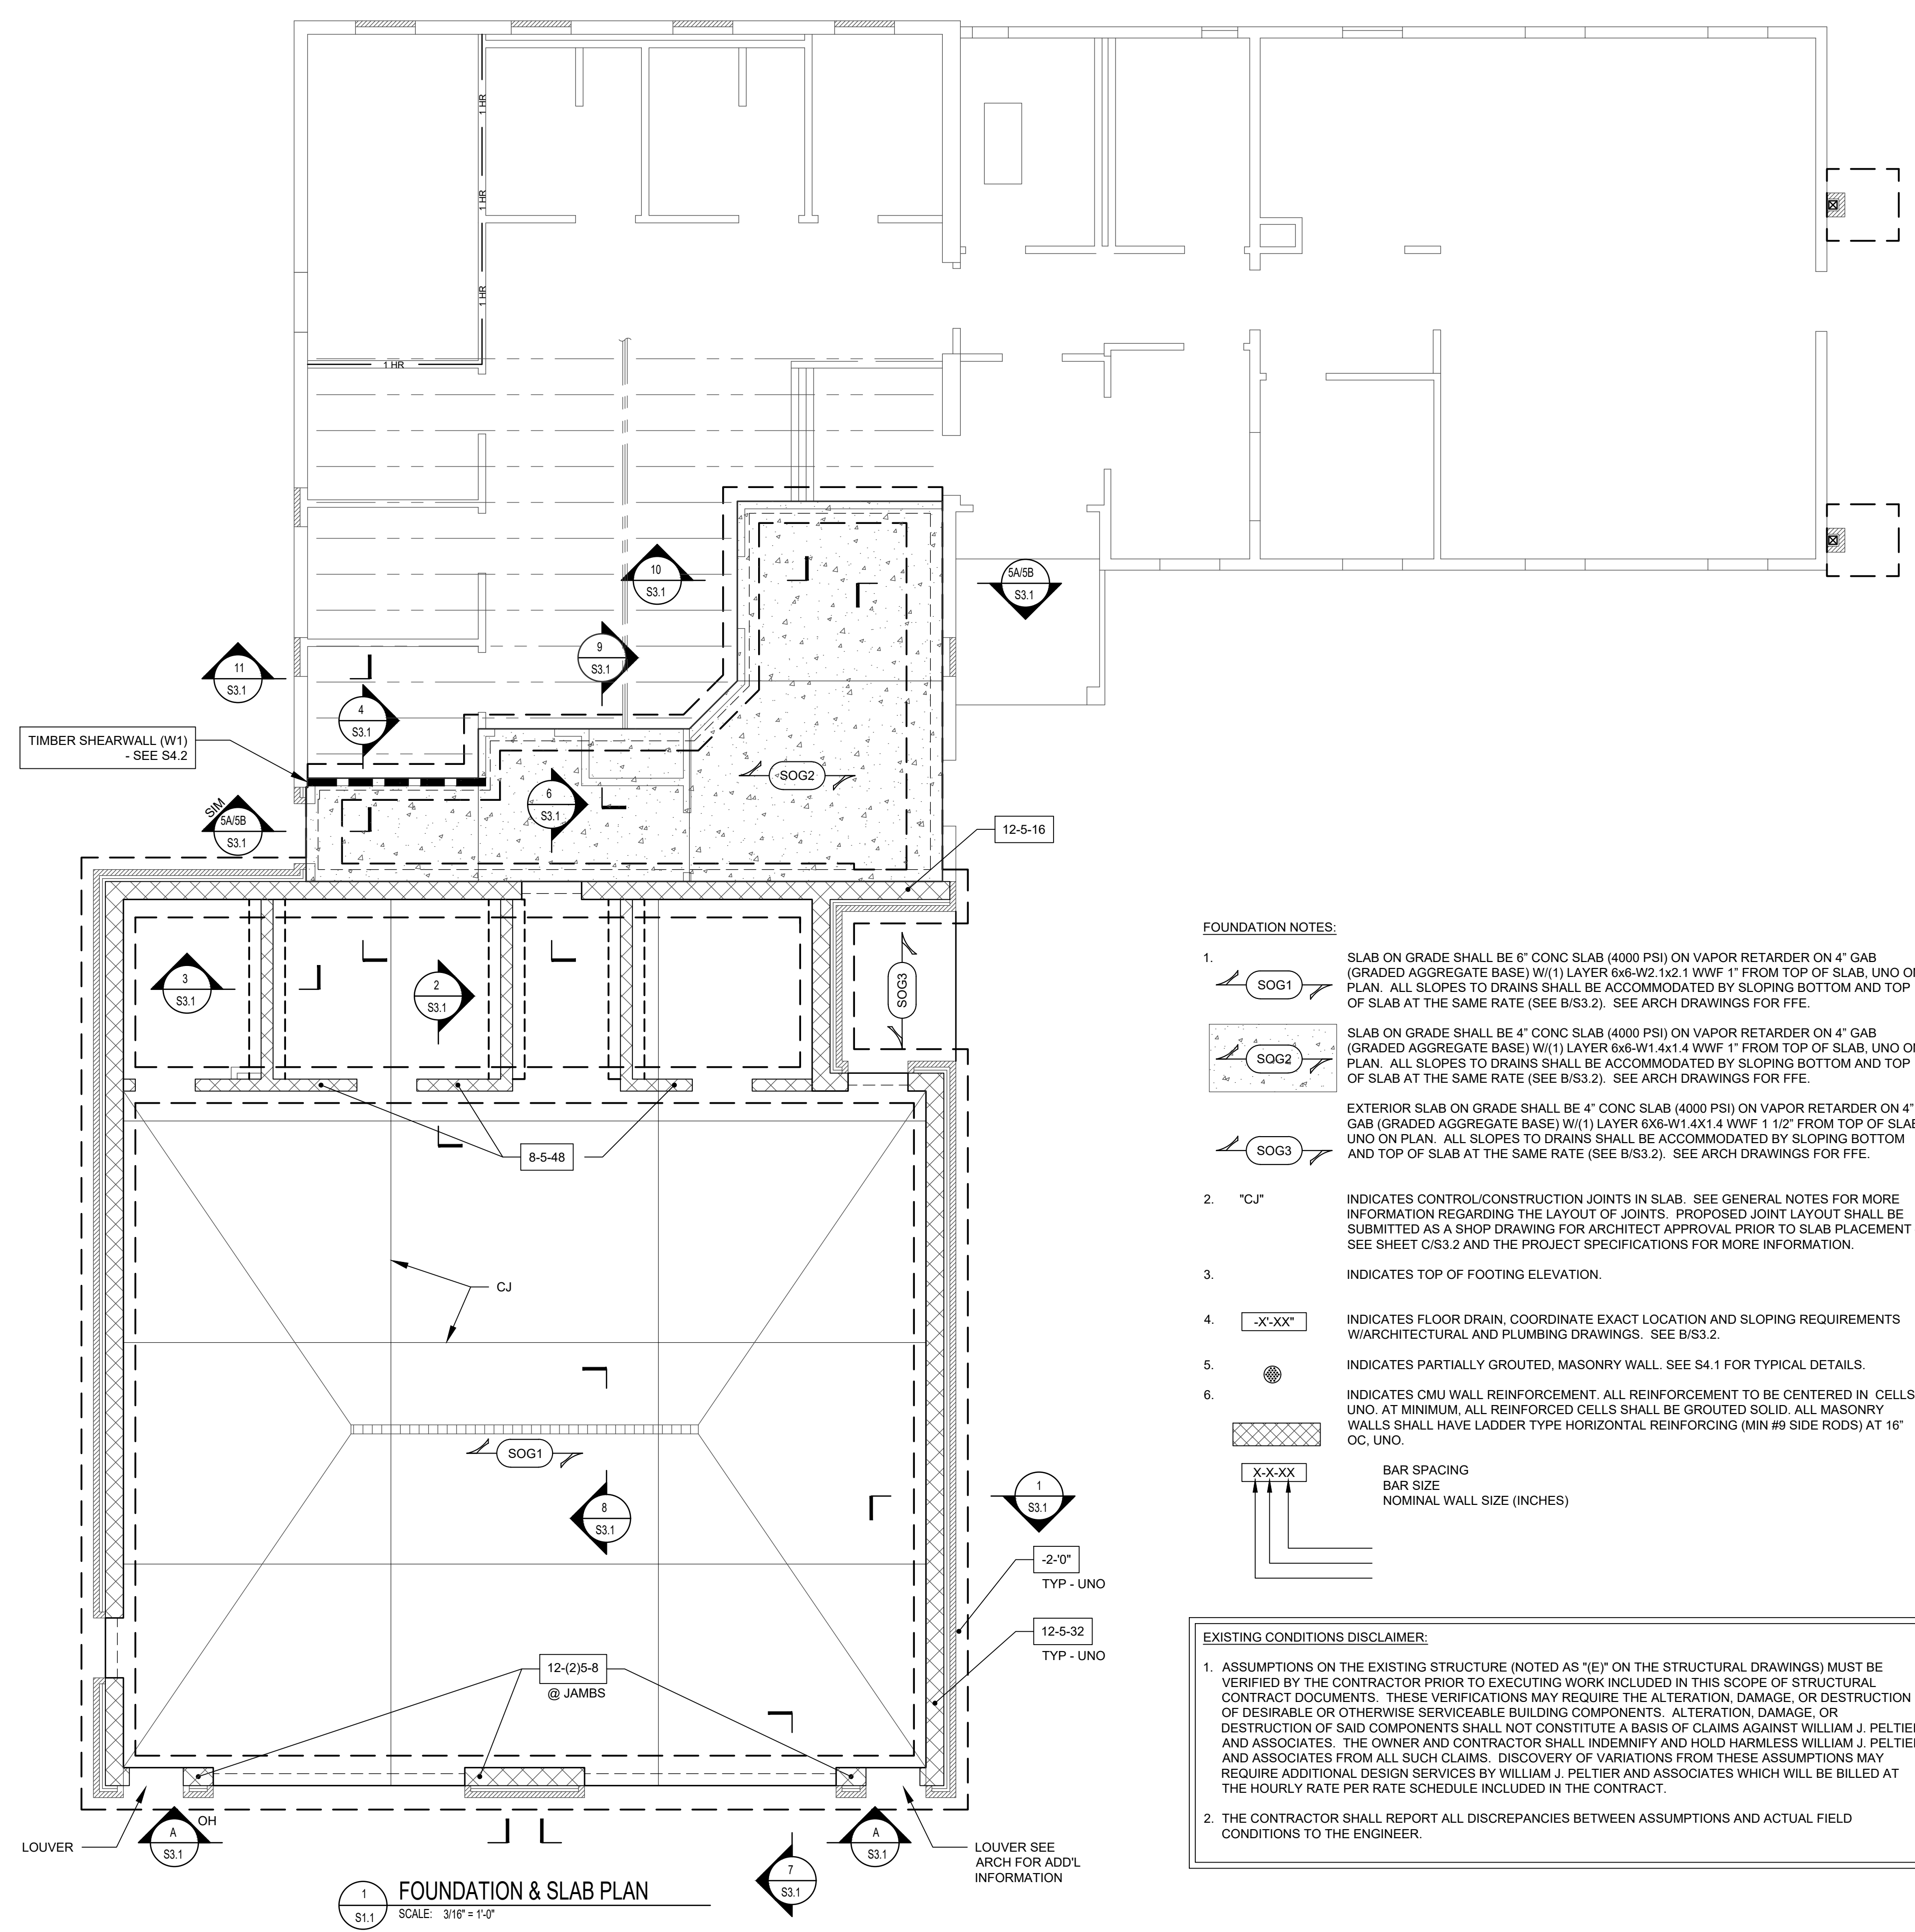 1 HR
1 HR
1 HR
1 HR
10
S3.1
5A/5B
S3.1
9
S3.1
11
S3.1
4
S3.1
TIMBER SHEARWALL (W1)
- SEE S4.2
SOG2
6
S3.1
SIM
5A/5B
S3.1
12-5-16
3
S3.1
2
S3.1
SOG3
8-5-48
CJ
SOG1
8
S3.1
1
S3.1
-2-'0"
TYP - UNO
12-5-32
TYP - UNO
12-(2)5-8
@ JAMBS
OH
LOUVER
A
S3.1
A
S3.1
LOUVER SEE
ARCH FOR ADD'L
INFORMATION
7
S3.1
1
S1.1
FOUNDATION & SLAB PLAN
SCALE: 3/16" = 1'-0"
FOUNDATION NOTES:
1.
SOG1
SLAB ON GRADE SHALL BE 6" CONC SLAB (4000 PSI) ON VAPOR RETARDER ON 4" GAB
(GRADED AGGREGATE BASE) W/(1) LAYER 6x6-W2.1x2.1 WWF 1" FROM TOP OF SLAB, UNO
PLAN. ALL SLOPES TO DRAINS SHALL BE ACCOMMODATED BY SLOPING BOTTOM AND TOP
OF SLAB AT THE SAME RATE (SEE B/S3.2). SEE ARCH DRAWINGS FOR FFE.
SOG2
SLAB ON GRADE SHALL BE 4" CONC SLAB (4000 PSI) ON VAPOR RETARDER ON 4" GAB
(GRADED AGGREGATE BASE) W/(1) LAYER 6x6-W1.4x1.4 WWF 1" FROM TOP OF SLAB, UNO
PLAN. ALL SLOPES TO DRAINS SHALL BE ACCOMMODATED BY SLOPING BOTTOM AND TOP
OF SLAB AT THE SAME RATE (SEE B/S3.2). SEE ARCH DRAWINGS FOR FFE.
SOG3
EXTERIOR SLAB ON GRADE SHALL BE 4" CONC SLAB (4000 PSI) ON VAPOR RETARDER ON 4"
GAB (GRADED AGGREGATE BASE) W/(1) LAYER 6X6-W1.4X1.4 WWF 1 1/2" FROM TOP OF
UNO ON PLAN. ALL SLOPES TO DRAINS SHALL BE ACCOMMODATED BY SLOPING BOTTOM
AND TOP OF SLAB AT THE SAME RATE (SEE B/S3.2). SEE ARCH DRAWINGS FOR FFE.
2. "CJ" INDICATES CONTROL/CONSTRUCTION JOINTS IN SLAB. SEE GENERAL NOTES FOR MORE
INFORMATION REGARDING THE LAYOUT OF JOINTS. PROPOSED JOINT LAYOUT SHALL BE
SUBMITTED AS A SHOP DRAWING FOR ARCHITECT APPROVAL PRIOR TO SLAB PLACEMENT
SEE SHEET C/S3.2 AND THE PROJECT SPECIFICATIONS FOR MORE INFORMATION.
3. INDICATES TOP OF FOOTING ELEVATION.
4. -X'-XX" INDICATES FLOOR DRAIN, COORDINATE EXACT LOCATION AND SLOPING REQUIREMENTS
W/ARCHITECTURAL AND PLUMBING DRAWINGS. SEE B/S3.2.
5. INDICATES PARTIALLY GROUTED, MASONRY WALL. SEE S4.1 FOR TYPICAL DETAILS.
6. INDICATES CMU WALL REINFORCEMENT. ALL REINFORCEMENT TO BE CENTERED IN CELLS
UNO. AT MINIMUM, ALL REINFORCED CELLS SHALL BE GROUTED SOLID. ALL MASONRY
WALLS SHALL HAVE LADDER TYPE HORIZONTAL REINFORCING (MIN #9 SIDE RODS) AT 16"
OC, UNO.
X-X-XX
BAR SPACING
BAR SIZE
NOMINAL WALL SIZE (INCHES)
EXISTING CONDITIONS DISCLAIMER:
1. ASSUMPTIONS ON THE EXISTING STRUCTURE (NOTED AS "(E)" ON THE STRUCTURAL DRAWINGS) MUST BE
VERIFIED BY THE CONTRACTOR PRIOR TO EXECUTING WORK INCLUDED IN THIS SCOPE OF STRUCTURAL
CONTRACT DOCUMENTS. THESE VERIFICATIONS MAY REQUIRE THE ALTERATION, DAMAGE, OR DESTRUCTION
OF DESIRABLE OR OTHERWISE SERVICEABLE BUILDING COMPONENTS. ALTERATION, DAMAGE, OR
DESTRUCTION OF SAID COMPONENTS SHALL NOT CONSTITUTE A BASIS OF CLAIMS AGAINST WILLIAM J.
AND ASSOCIATES. THE OWNER AND CONTRACTOR SHALL INDEMNIFY AND HOLD HARMLESS WILLIAM J.
AND ASSOCIATES FROM ALL SUCH CLAIMS. DISCOVERY OF VARIATIONS FROM THESE ASSUMPTIONS MAY
REQUIRE ADDITIONAL DESIGN SERVICES BY WILLIAM J. PELTIER AND ASSOCIATES WHICH WILL BE BILLED AT
THE HOURLY RATE PER RATE SCHEDULE INCLUDED IN THE CONTRACT.
2. THE CONTRACTOR SHALL REPORT ALL DISCREPANCIES BETWEEN ASSUMPTIONS AND ACTUAL FIELD
CONDITIONS TO THE ENGINEER.